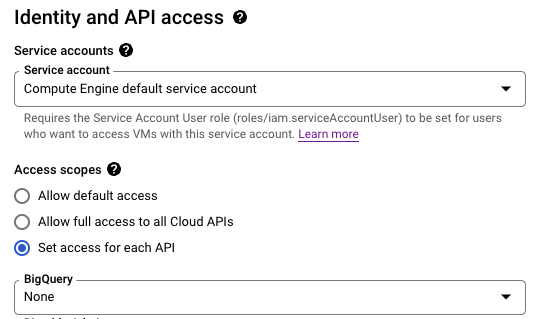 Identity and API access
Service accounts
Service account
Compute Engine default service account
Requires the Service Account User role (roles/iam.serviceAccountUser) to be set for users
who want to access VMs with this service account. Learn more
Access scopes
Allow default access
Allow full access to all Cloud APIs
Set access for each API
BigQuery
None